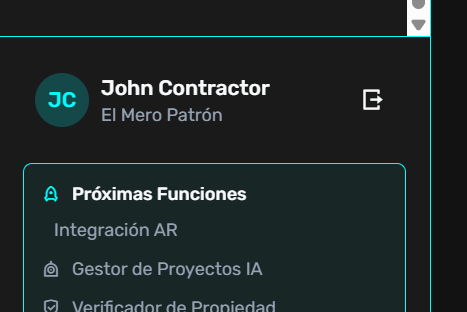 JC
John Contractor
El Mero Patrón
Próximas Funciones
Integración AR
Gestor de Proyectos IA
Verificador de Propiedad